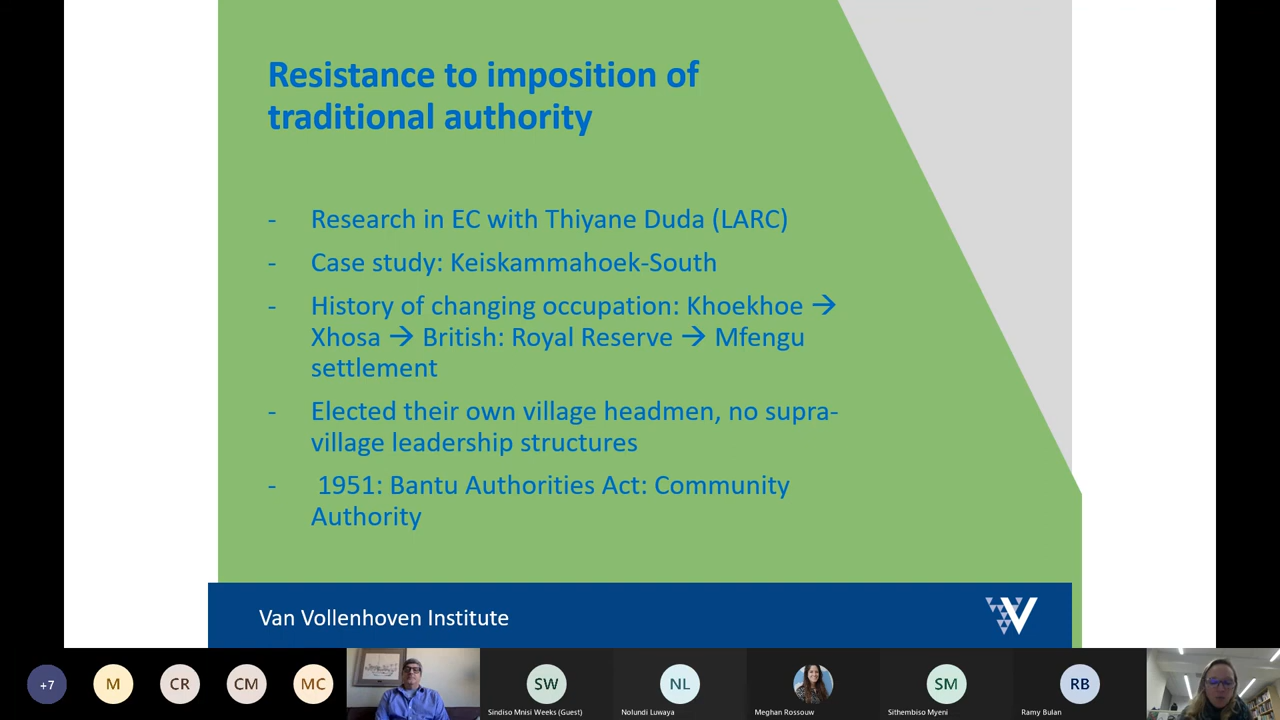 Resistance to imposition of
traditional authority
- Research in EC with Thiyane Duda (LARC)
- Case study: Keiskammahoek-South
- History of changing occupation: Khoekhoe →
Xhosa → British: Royal Reserve → Mfengu
settlement
- Elected their own village headmen, no supra-
village leadership structures
- 1951: Bantu Authorities Act: Community
Authority
Van Vollenhoven Institute
+7
M
CR
CM
MC
SW
Sindiso Mnisi Weeks (Guest)
NL
Nolundi Luwaya
Meghan Rossouw
SM
Sithembiso Myeni
RB
Ramy Bulan